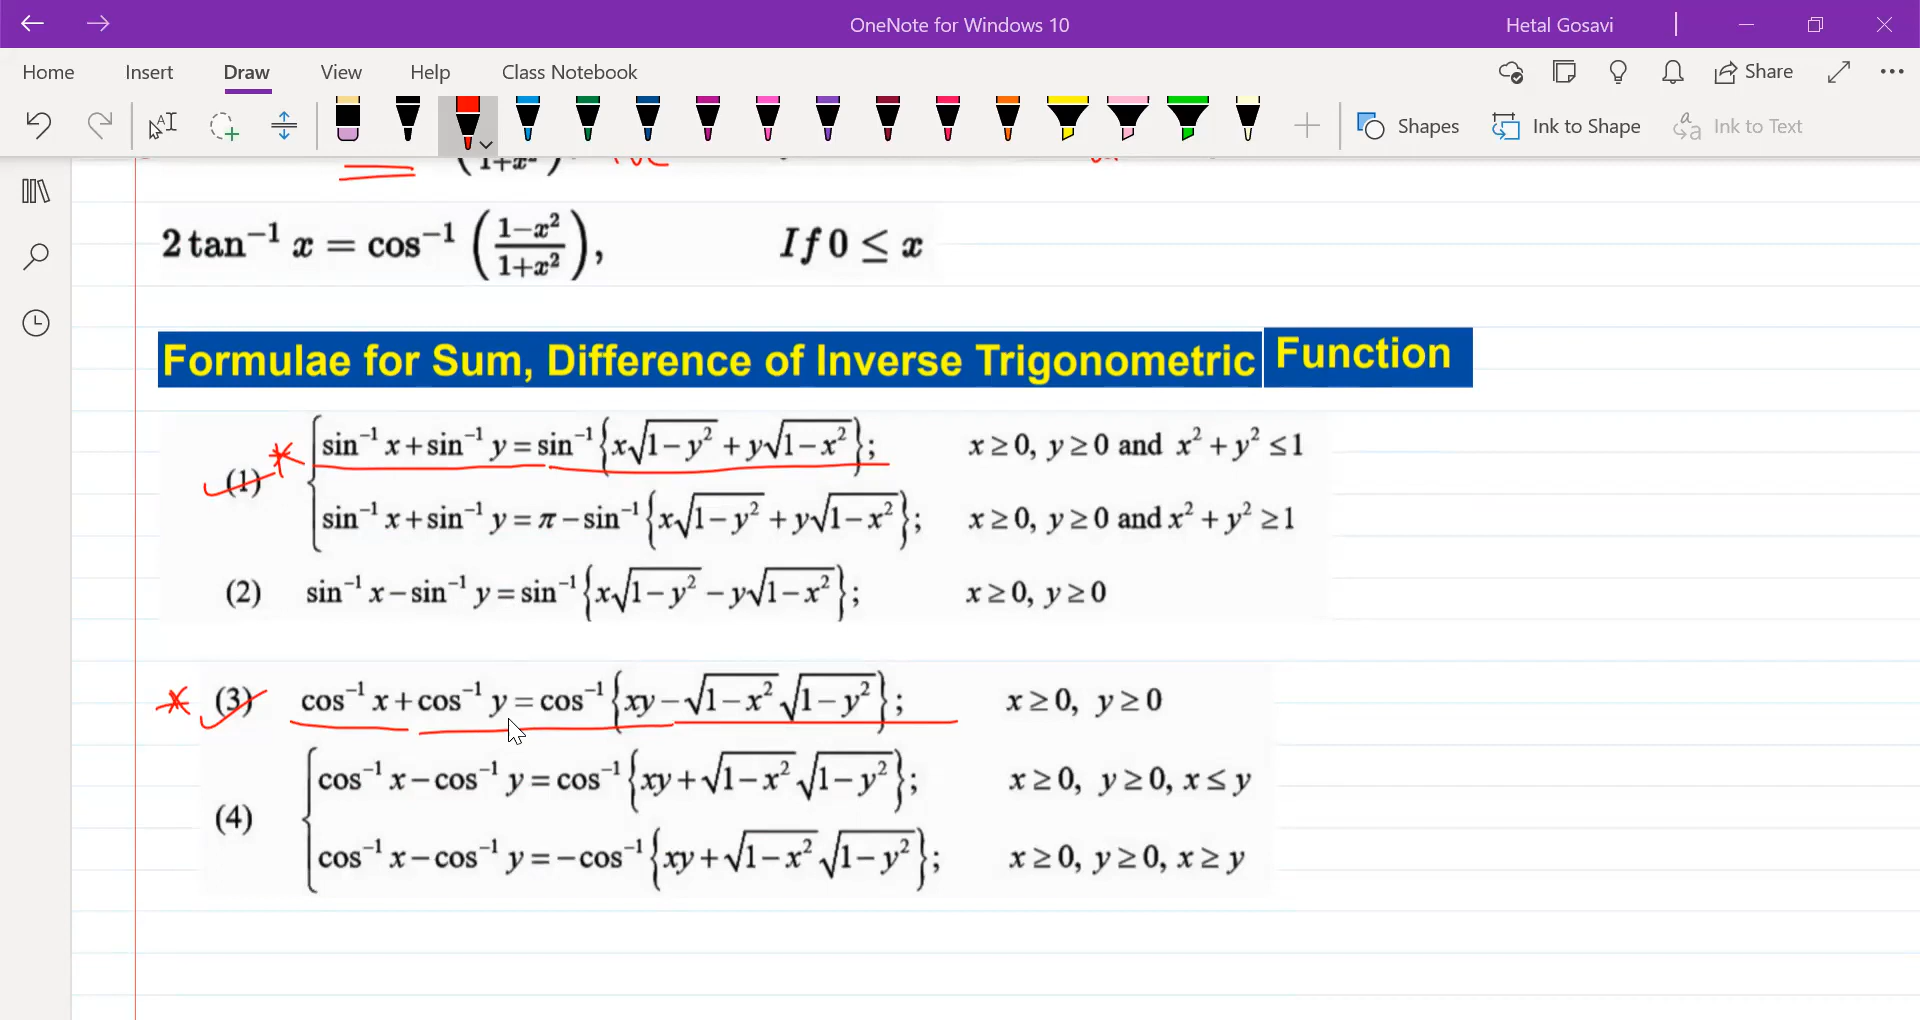 OneNote for Windows 10
Hetal Gosavi
Home Insert Draw View Help Class Notebook
Share
Shapes Ink to Shape Ink to Text
2 tan⁻¹ x = cos⁻¹ ((1−x²)/(1+x²)), If 0 ≤ x
Formulae for Sum, Difference of Inverse Trigonometric Function
(1) sin⁻¹ x + sin⁻¹ y = sin⁻¹ {x√(1−y²) + y√(1−x²)}; x ≥ 0, y ≥ 0 and x² + y² ≤ 1
sin⁻¹ x + sin⁻¹ y = π − sin⁻¹ {x√(1−y²) + y√(1−x²)}; x ≥ 0, y ≥ 0 and x² + y² ≥ 1
(2) sin⁻¹ x − sin⁻¹ y = sin⁻¹ {x√(1−y²) − y√(1−x²)}; x ≥ 0, y ≥ 0
(3) cos⁻¹ x + cos⁻¹ y = cos⁻¹ {xy − √(1−x²) √(1−y²)}; x ≥ 0, y ≥ 0
(4) cos⁻¹ x − cos⁻¹ y = cos⁻¹ {xy + √(1−x²) √(1−y²)}; x ≥ 0, y ≥ 0, x ≤ y
cos⁻¹ x − cos⁻¹ y = −cos⁻¹ {xy + √(1−x²) √(1−y²)}; x ≥ 0, y ≥ 0, x ≥ y